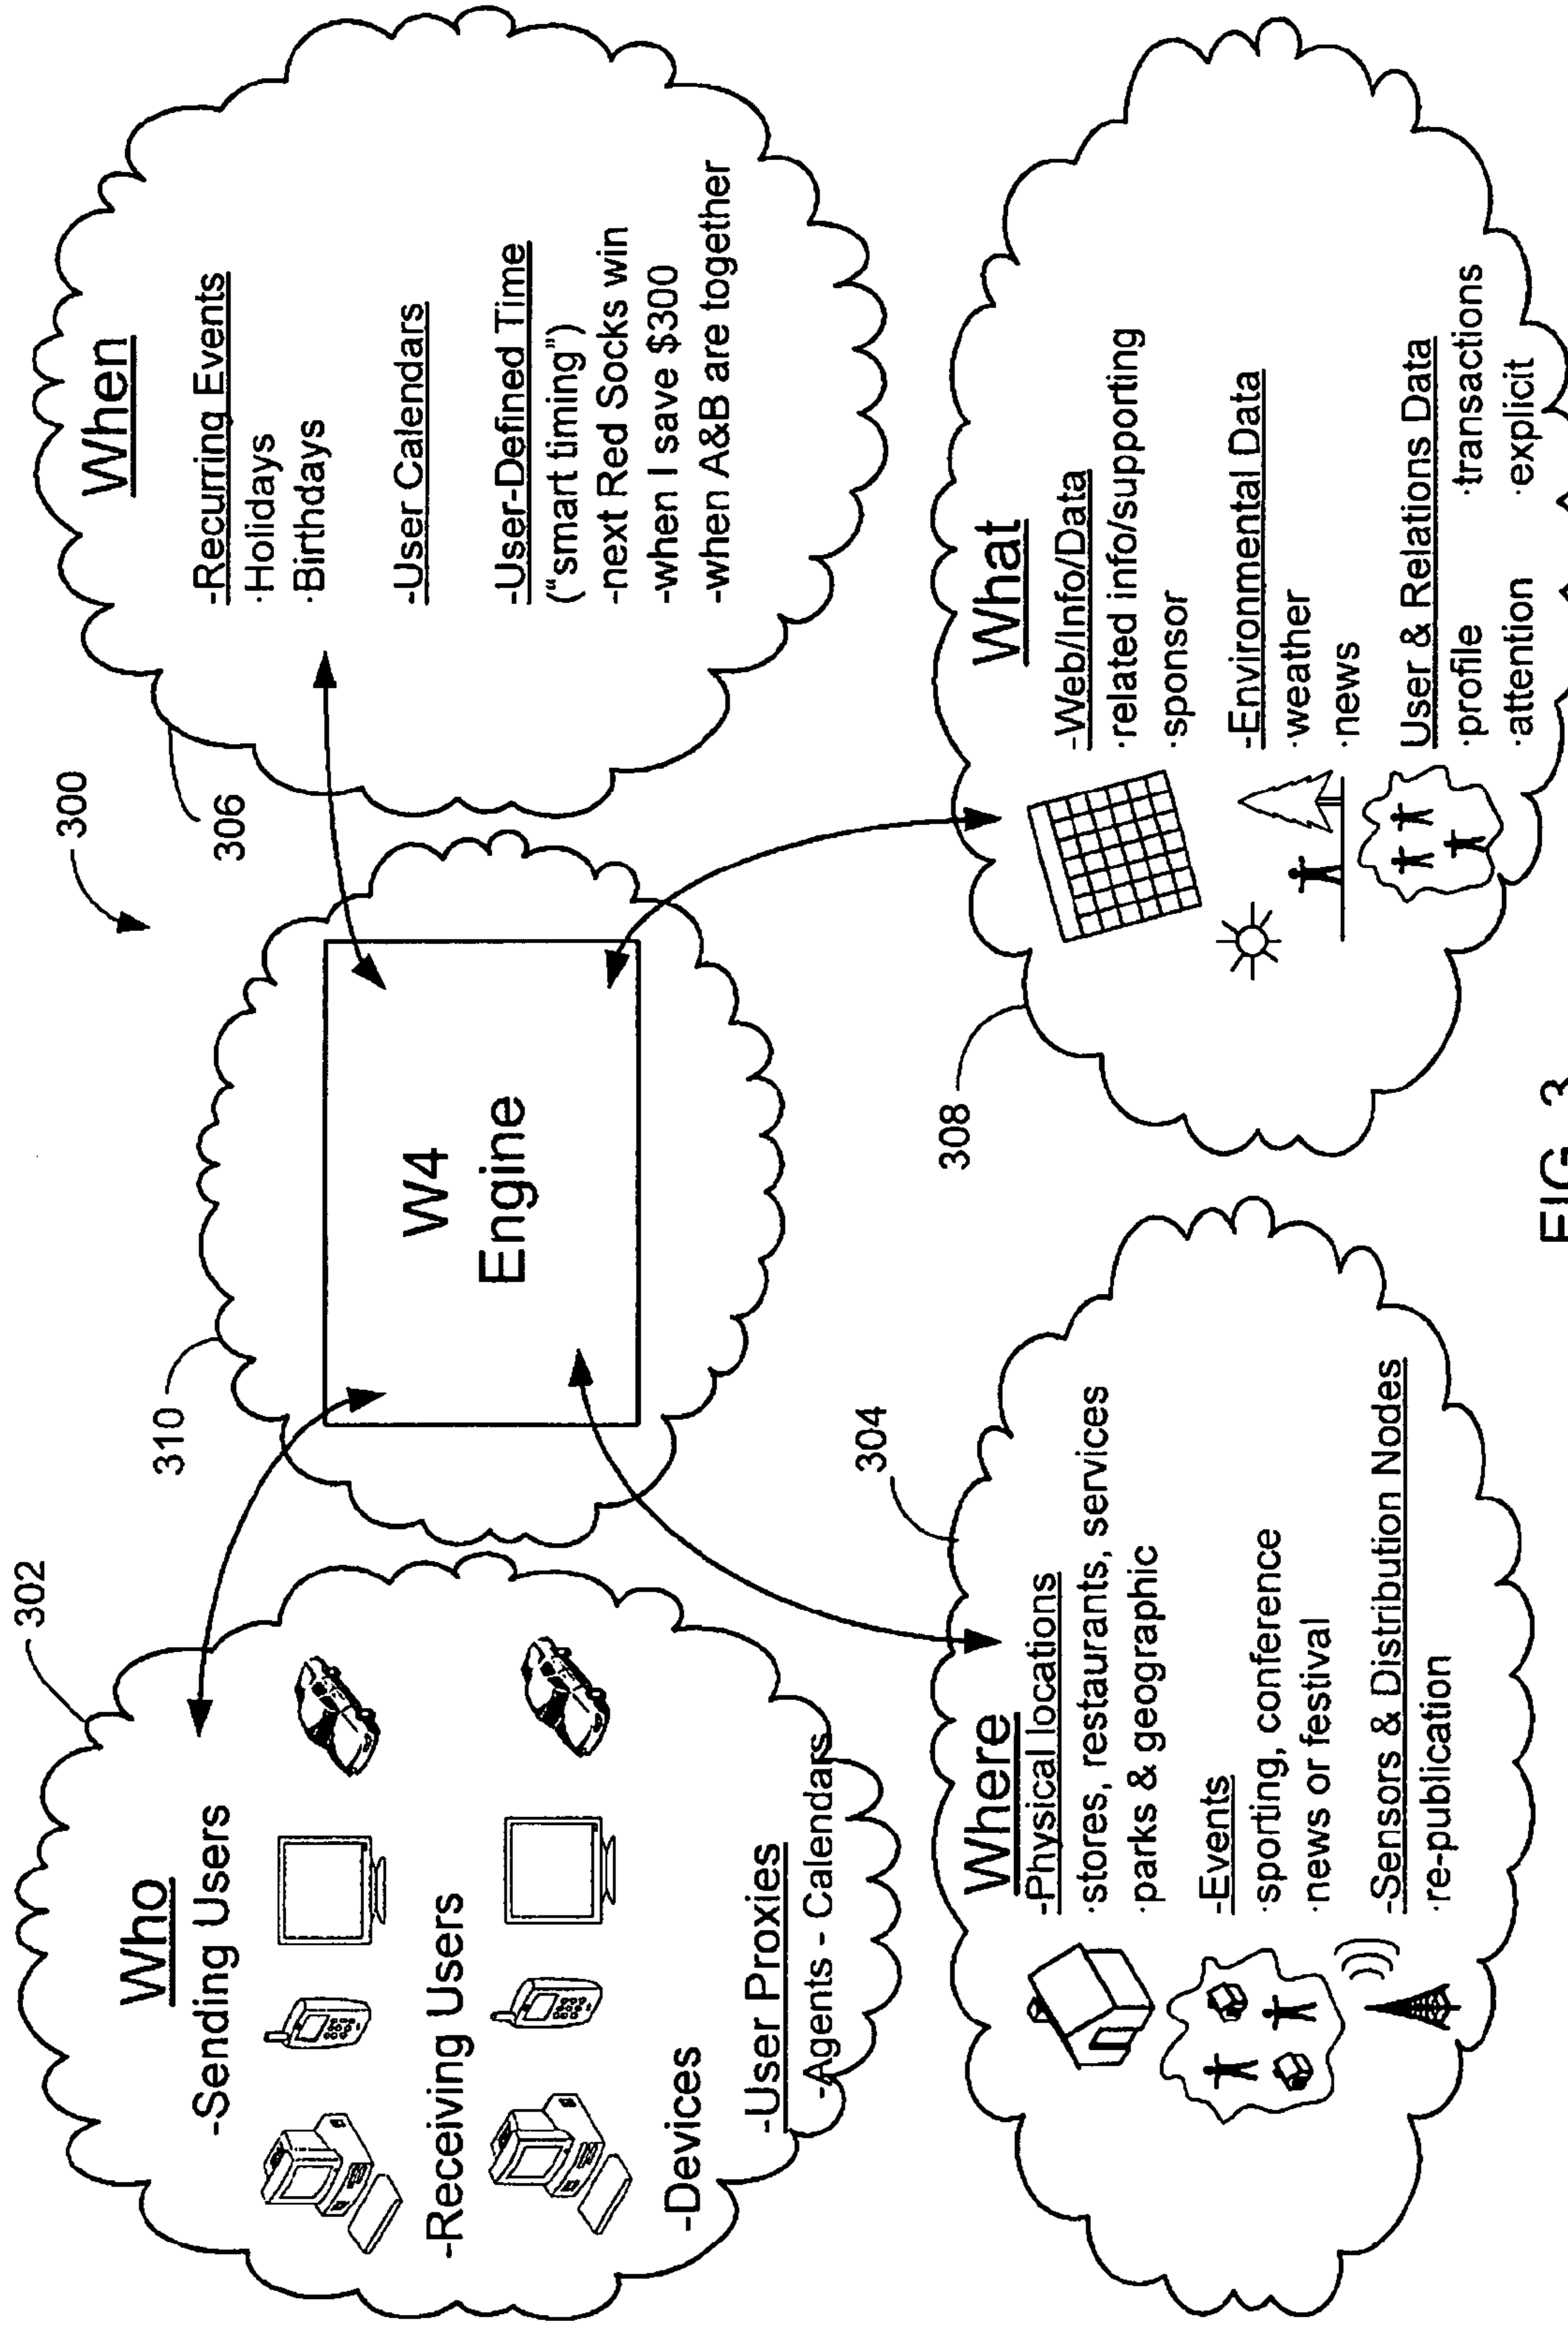 300
302
Who
-Sending Users
-Receiving Users
-Devices
-User Proxies
-Agents - Calendars
310
W4
Engine
306
When
-Recurring Events
·Holidays
·Birthdays
-User Calendars
-User-Defined Time
("smart timing")
-next Red Socks win
-when I save $300
-when A&B are together
304
Where
-Physical locations
·stores, restaurants, services
·parks & geographic
-Events
·sporting, conference
·news or festival
-Sensors & Distribution Nodes
·re-publication
308
What
-Web/Info/Data
·related info/supporting
·sponsor
-Environmental Data
·weather
·news
User & Relations Data
·profile ·transactions
·attention ·explicit
FIG. 3